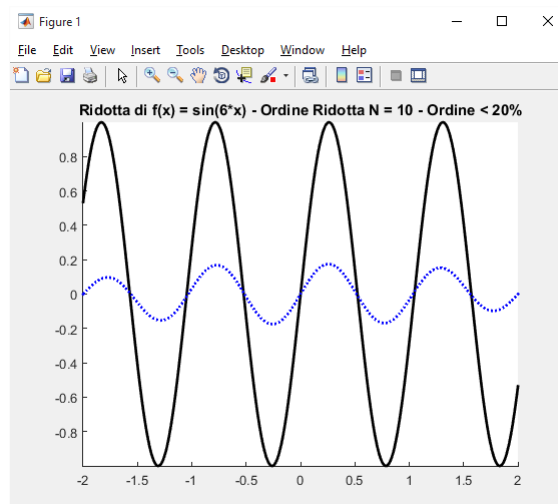 Figure 1
File Edit View Insert Tools Desktop Window Help
Ridotta di f(x) = sin(6*x) - Ordine Ridotta N = 10 - Ordine < 20%
0.8
0.6
0.4
0.2
0
-0.2
-0.4
-0.6
-0.8
-2 -1.5 -1 -0.5 0 0.5 1 1.5 2